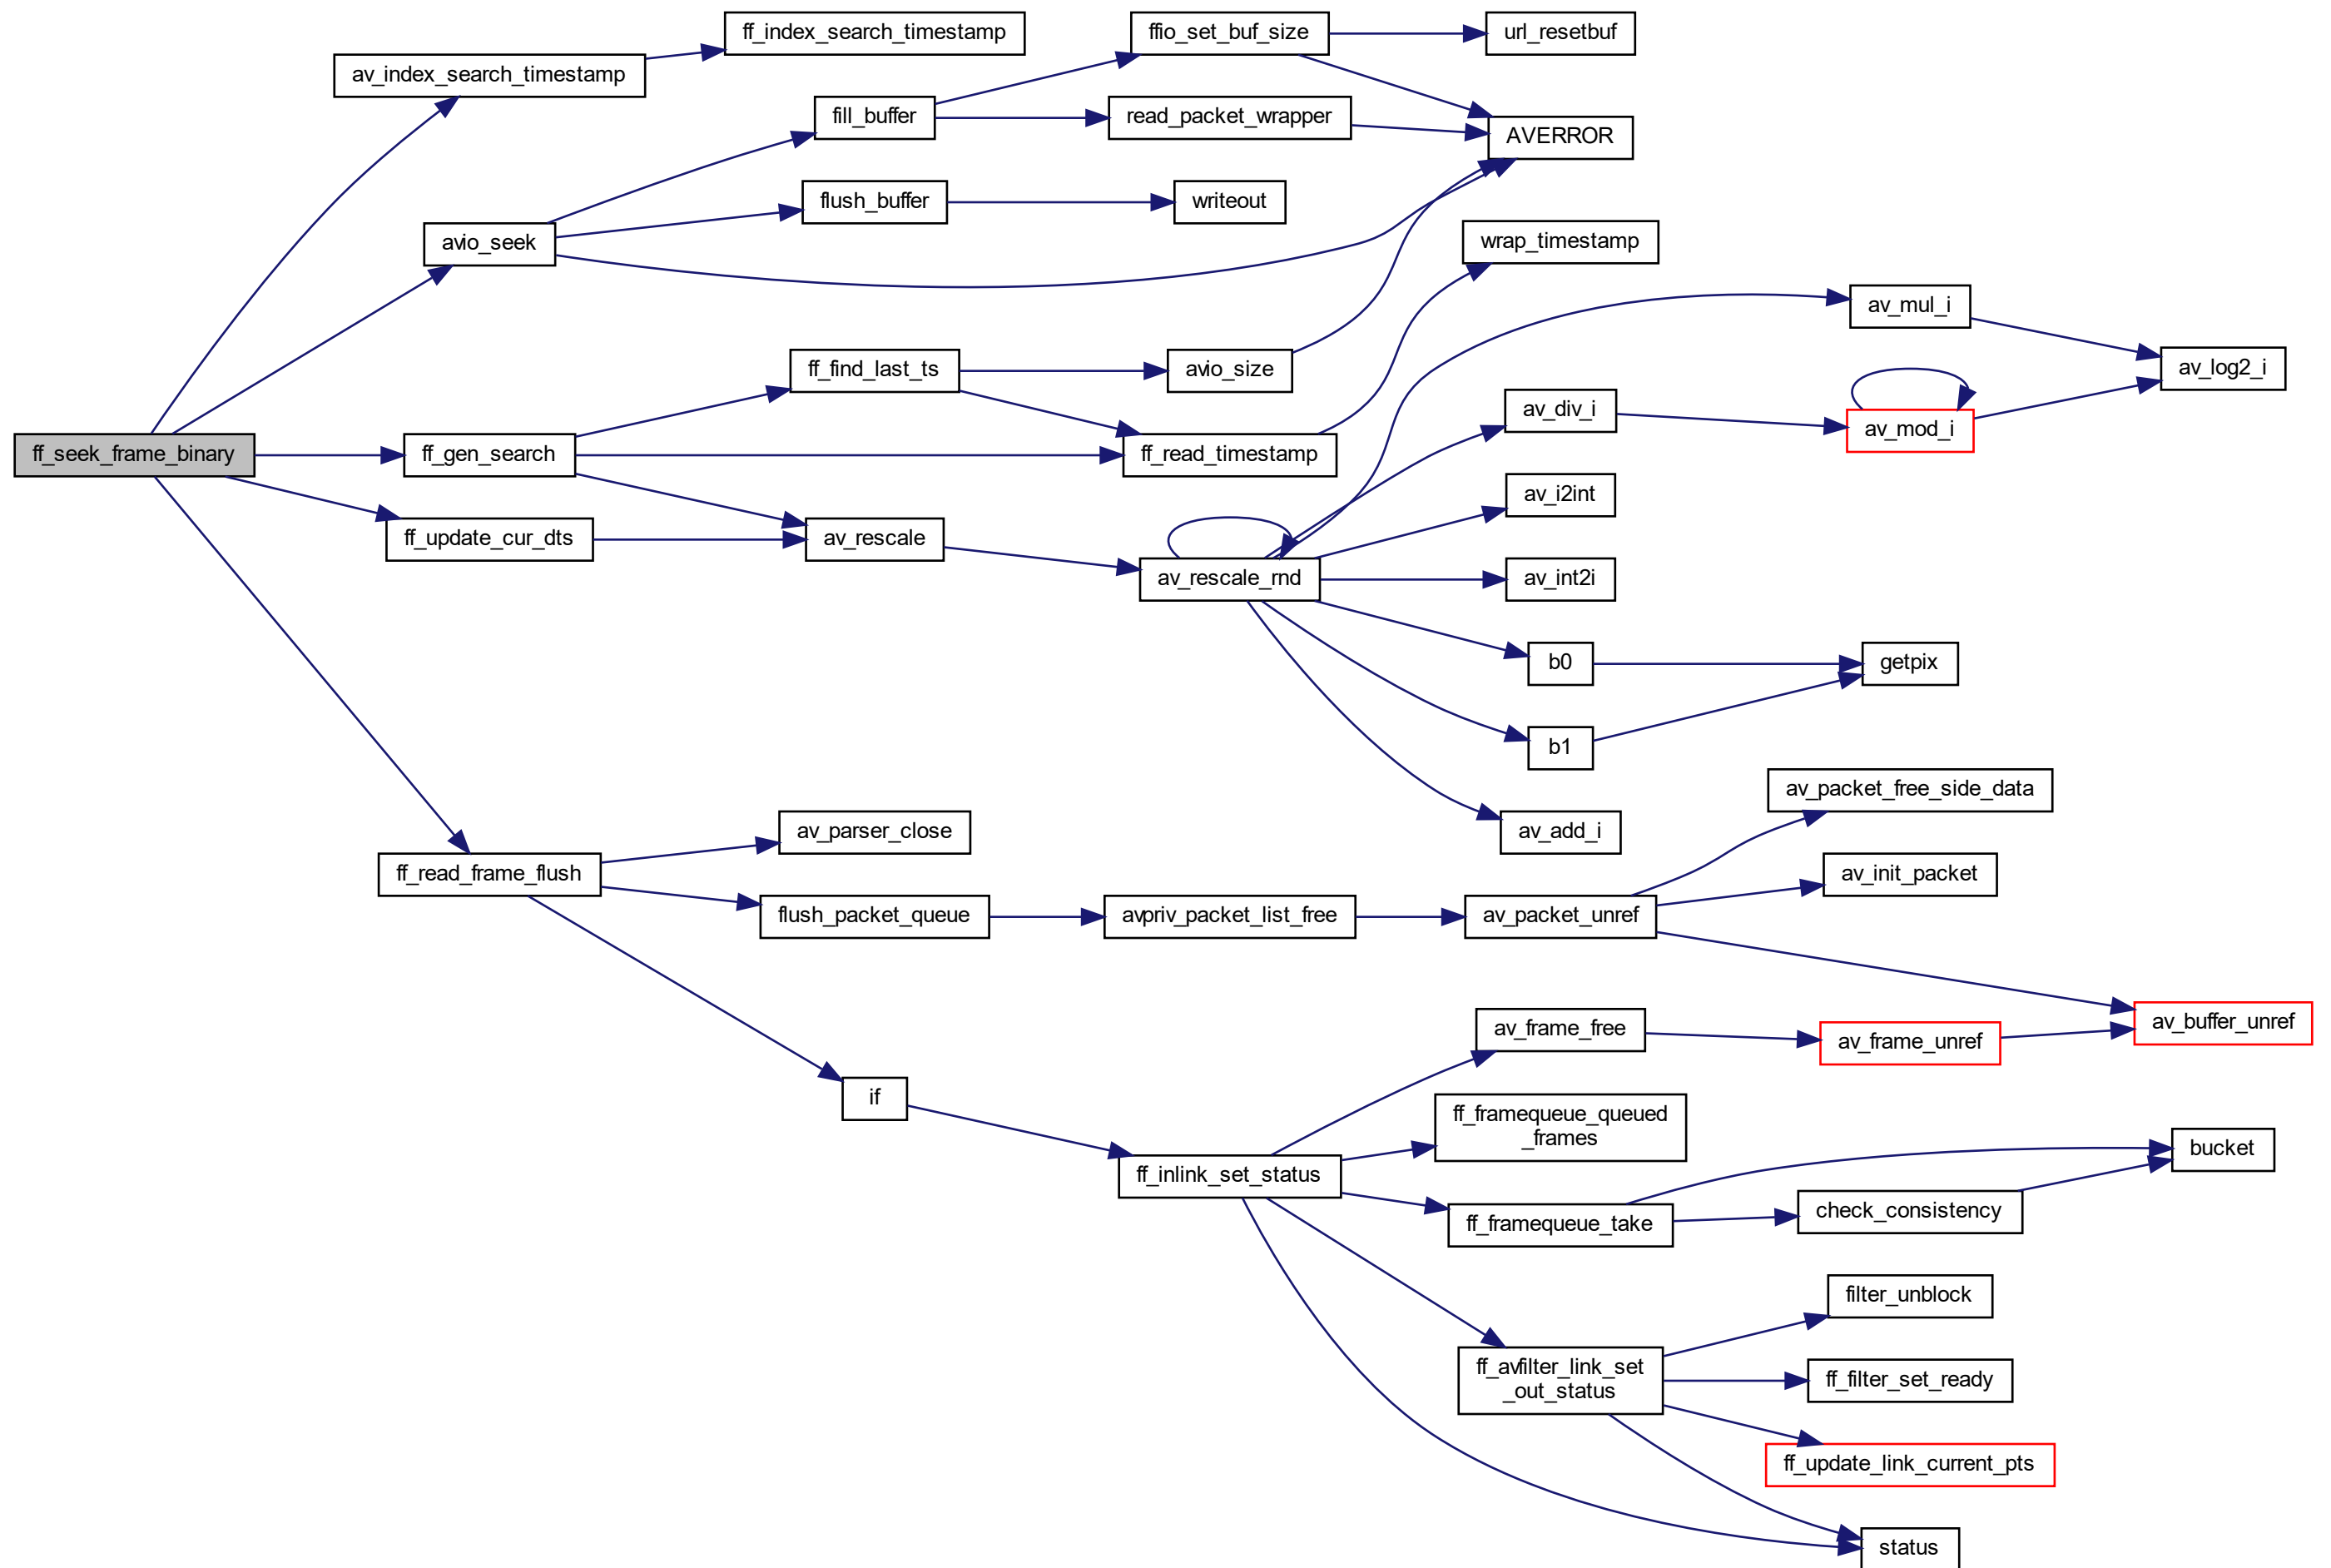 ff_index_search_timestamp
ffio_set_buf_size
url_resetbuf
av_index_search_timestamp
fill_buffer
read_packet_wrapper
AVERROR
flush_buffer
writeout
avio_seek
wrap_timestamp
av_mul_i
ff_find_last_ts
avio_size
av_log2_i
av_div_i
av_mod_i
ff_seek_frame_binary
ff_gen_search
ff_read_timestamp
av_i2int
ff_update_cur_dts
av_rescale
av_rescale_rnd
av_int2i
b0
getpix
b1
av_packet_free_side_data
av_parser_close
av_add_i
ff_read_frame_flush
av_init_packet
flush_packet_queue
avpriv_packet_list_free
av_packet_unref
av_buffer_unref
av_frame_free
av_frame_unref
if
ff_framequeue_queued
_frames
bucket
ff_inlink_set_status
ff_framequeue_take
check_consistency
filter_unblock
ff_avfilter_link_set
_out_status
ff_filter_set_ready
ff_update_link_current_pts
status